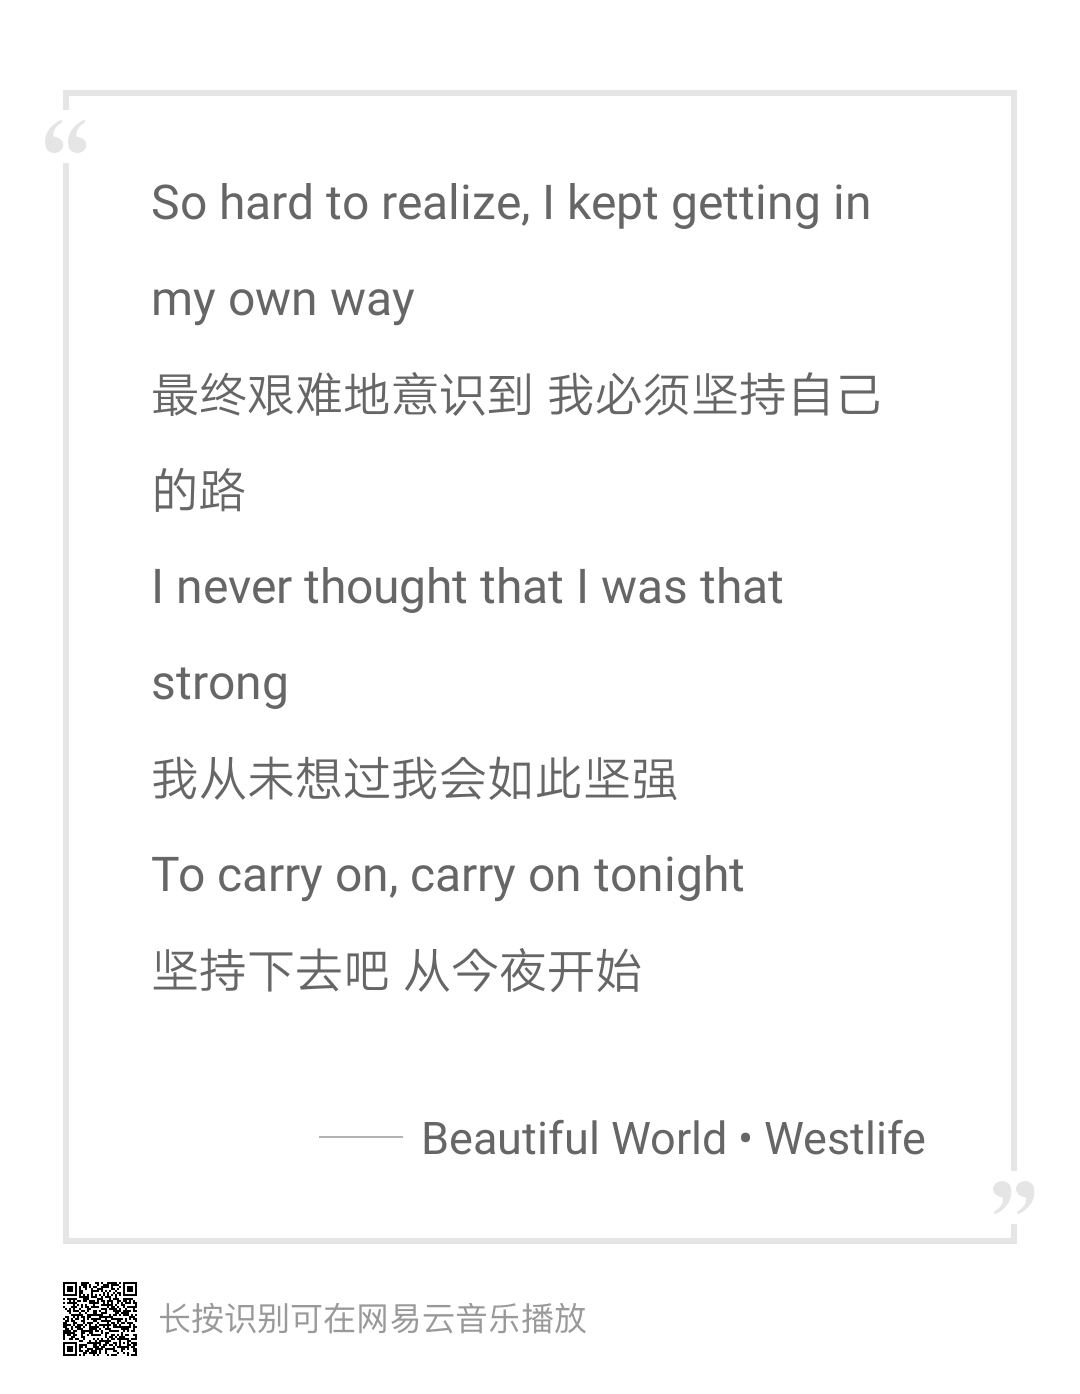 “
So hard to realize, I kept getting in
my own way
最终艰难地意识到 我必须坚持自己
的路
I never thought that I was that
strong
我从未想过我会如此坚强
To carry on, carry on tonight
坚持下去吧 从今夜开始
—— Beautiful World • Westlife
”
长按识别可在网易云音乐播放